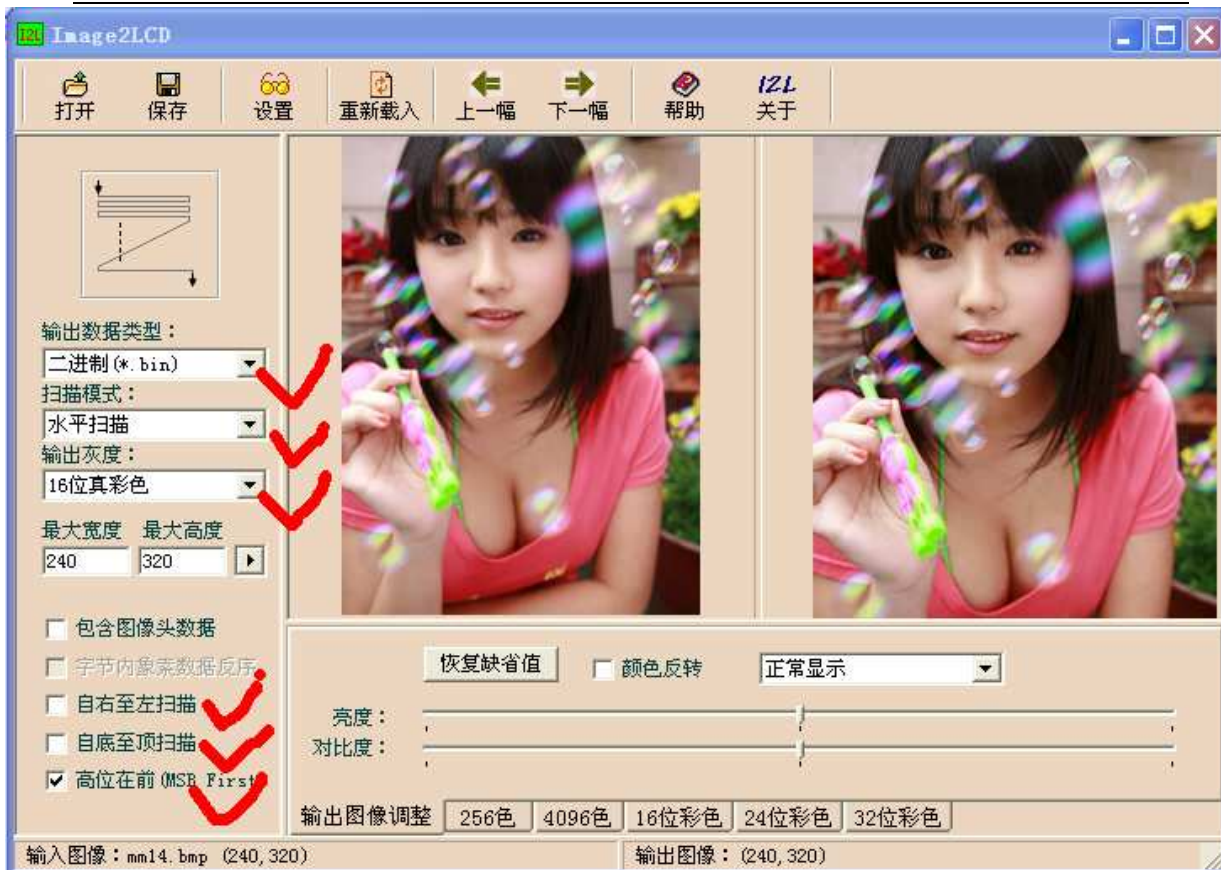 Image2LCD
打开 保存 设置 重新载入 上一幅 下一幅 帮助 关于
输出数据类型：
二进制(*.bin)
扫描模式：
水平扫描
输出灰度：
16位真彩色
最大宽度 最大高度
240 320
包含图像头数据
字节内象素数据反序
自右至左扫描
自底至顶扫描
高位在前(MSB First
恢复缺省值 颜色反转 正常显示
亮度：
对比度：
输出图像调整 256色 4096色 16位彩色 24位彩色 32位彩色
输入图像：mm14.bmp (240,320) 输出图像：(240,320)